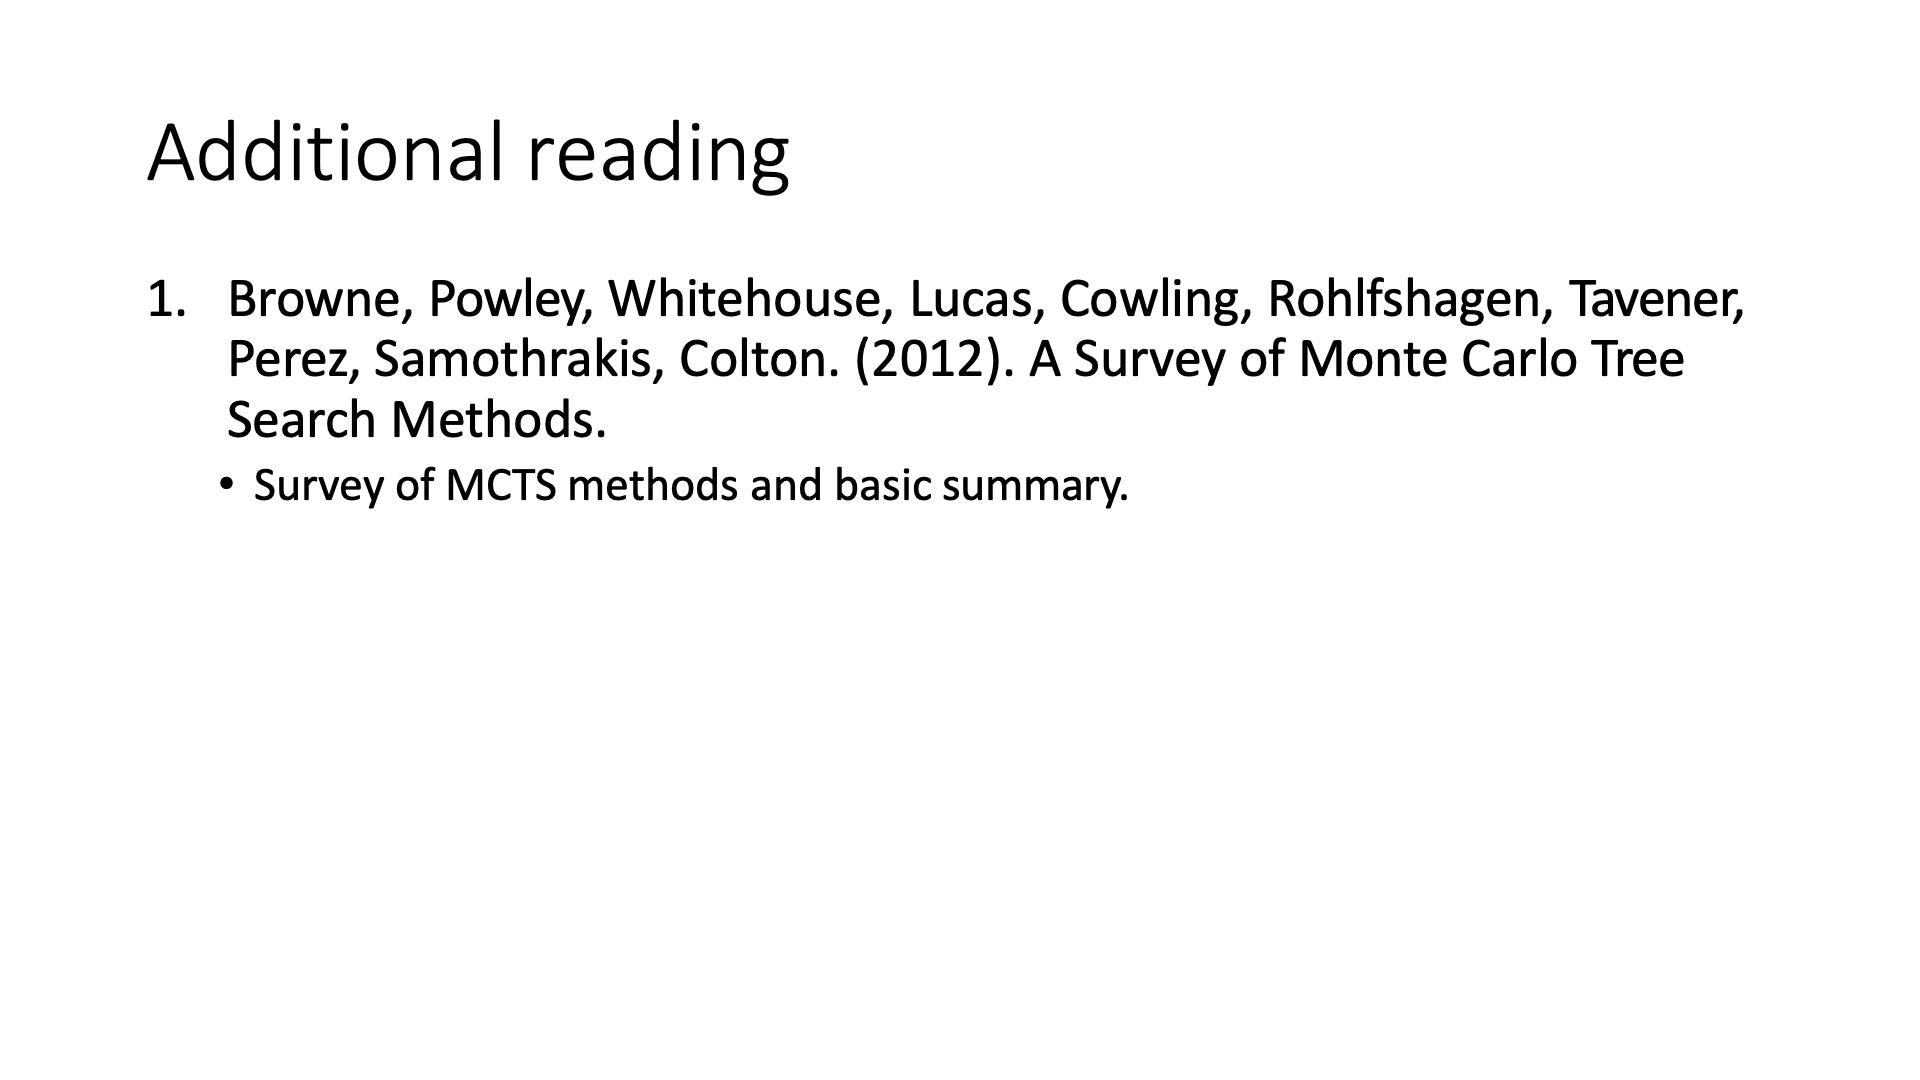 Additional reading
1. Browne, Powley, Whitehouse, Lucas, Cowling, Rohlfshagen, Tavener,
Perez, Samothrakis, Colton. (2012). A Survey of Monte Carlo Tree
Search Methods.
• Survey of MCTS methods and basic summary.